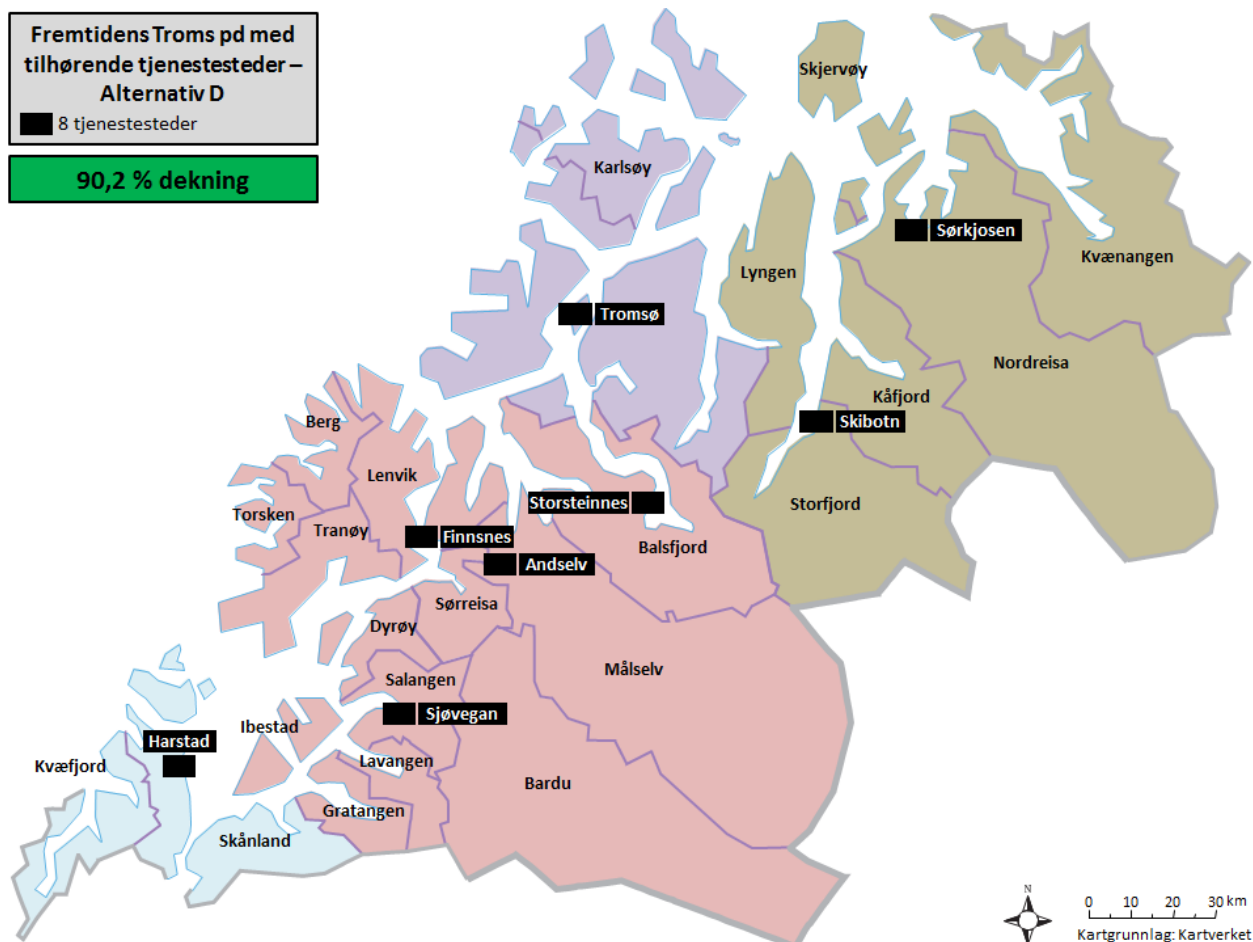 Fremtidens Troms pd med
tilhørende tjenestesteder –
Alternativ D
8 tjenestesteder
90,2 % dekning
Skjervøy
Karlsøy
Sørkjosen
Kvænangen
Lyngen
Tromsø
Nordreisa
Kåfjord
Skibotn
Berg
Lenvik
Storsteinnes
Storfjord
Torsken
Tranøy
Finnsnes
Balsfjord
Andselv
Sørreisa
Dyrøy
Målselv
Salangen
Sjøvegan
Ibestad
Harstad
Kvæfjord
Lavangen
Bardu
Gratangen
Skånland
N
0 10 20 30 km
Kartgrunnlag: Kartverket